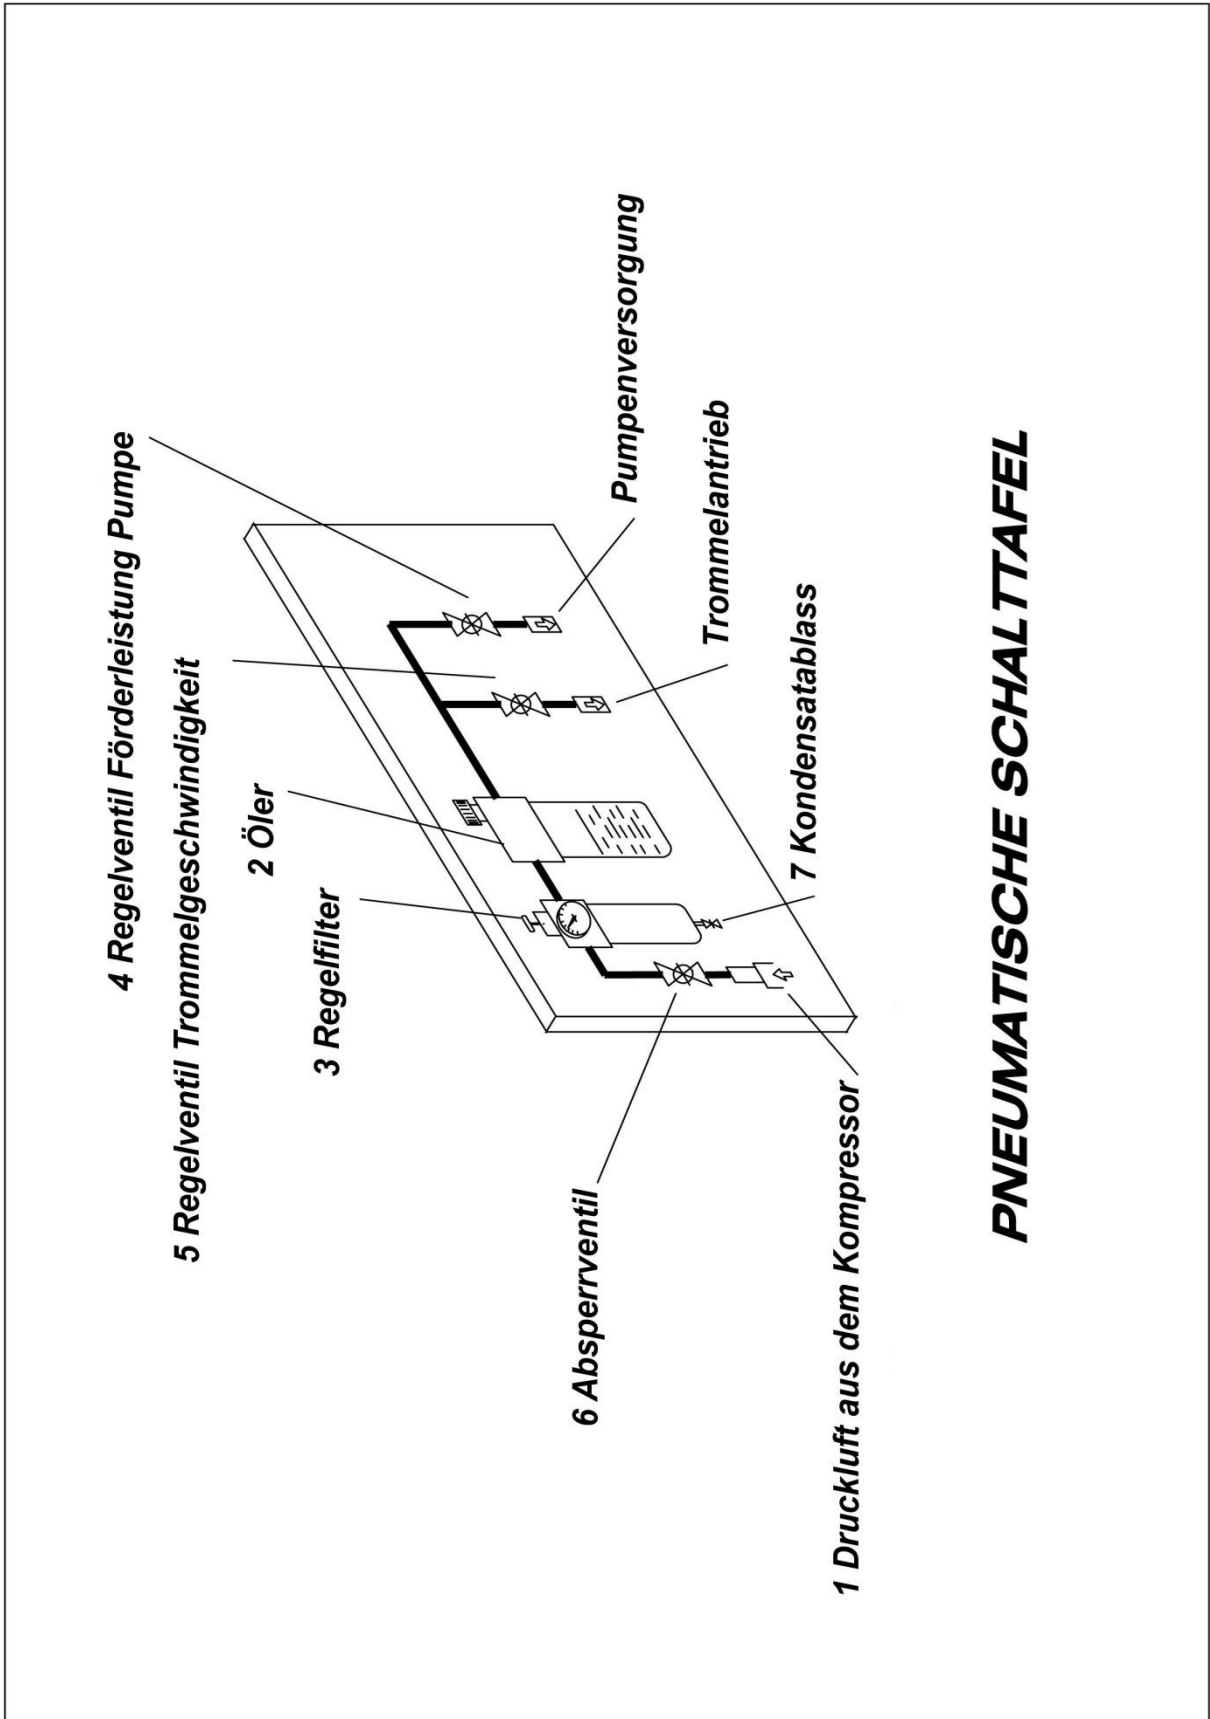 4 Regelventil Förderleistung Pumpe
5 Regelventil Trommelgeschwindigkeit
2 Öler
3 Regelfilter
6 Absperrventil
1 Druckluft aus dem Kompressor
Pumpenversorgung
Trommelantrieb
7 Kondensatablass
PNEUMATISCHE SCHALTTAFEL